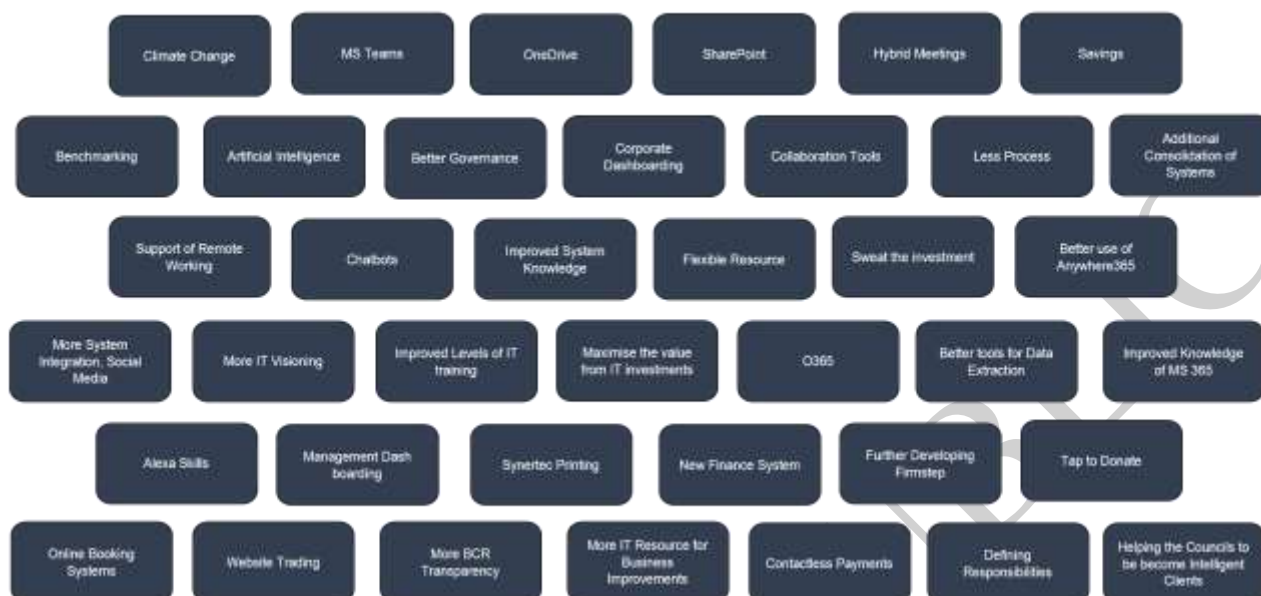 Climate Change
MS Teams
OneDrive
SharePoint
Hybrid Meetings
Savings
Benchmarking
Artificial Intelligence
Better Governance
Corporate
Dashboarding
Collaboration Tools
Less Process
Additional
Consolidation of
Systems
Support of Remote
Working
Chatbots
Improved System
Knowledge
Flexible Resource
Sweat the investment
Better use of
Anywhere365
More System
Integration, Social
Media
More IT Visioning
Improved Levels of IT
training
Maximise the value
from IT investments
O365
Better tools for Data
Extraction
Improved Knowledge
of MS 365
Alexa Skills
Management Dash
boarding
Synertec Printing
New Finance System
Further Developing
Firmstep
Tap to Donate
Online Booking
Systems
Website Trading
More BCR
Transparency
More IT Resource for
Business
Improvements
Contactless Payments
Defining
Responsibilities
Helping the Councils to
be become Intelligent
Clients